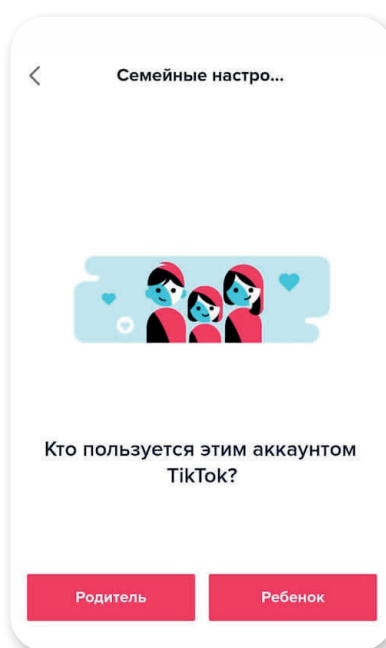 Семейные настро...
Кто пользуется этим аккаунтом
TikTok?
Родитель
Ребенок